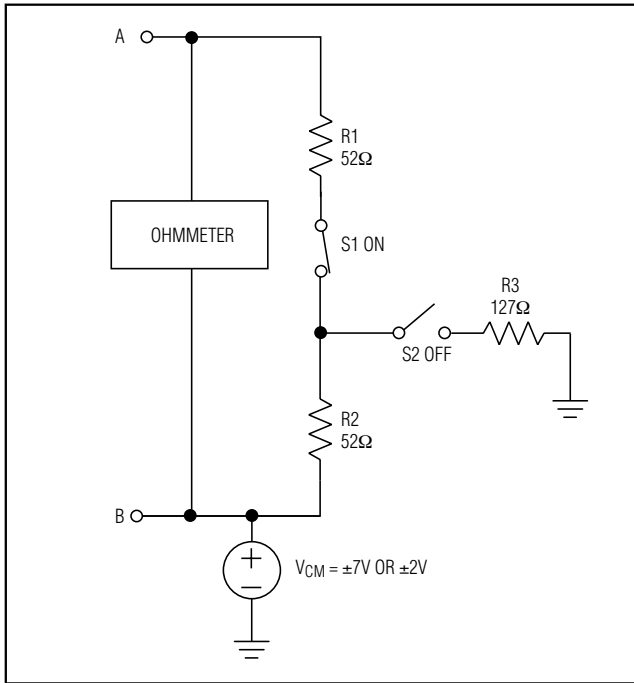 A
R1
52Ω
OHMMETER
S1 ON
R3
127Ω
S2 OFF
R2
52Ω
B
VCM = ±7V OR ±2V